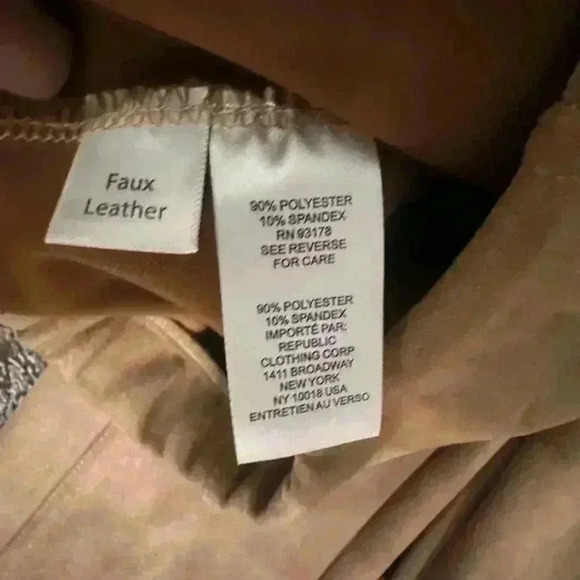 Faux
Leather
90% POLYESTER
10% SPANDEX
RN 93178
SEE REVERSE
FOR CARE
90% POLYESTER
10% SPANDEX
IMPORTÉ PAR:
REPUBLIC
CLOTHING CORP
1411 BROADWAY
NEW YORK
NY 10018 USA
ENTRETIEN AU VERSO